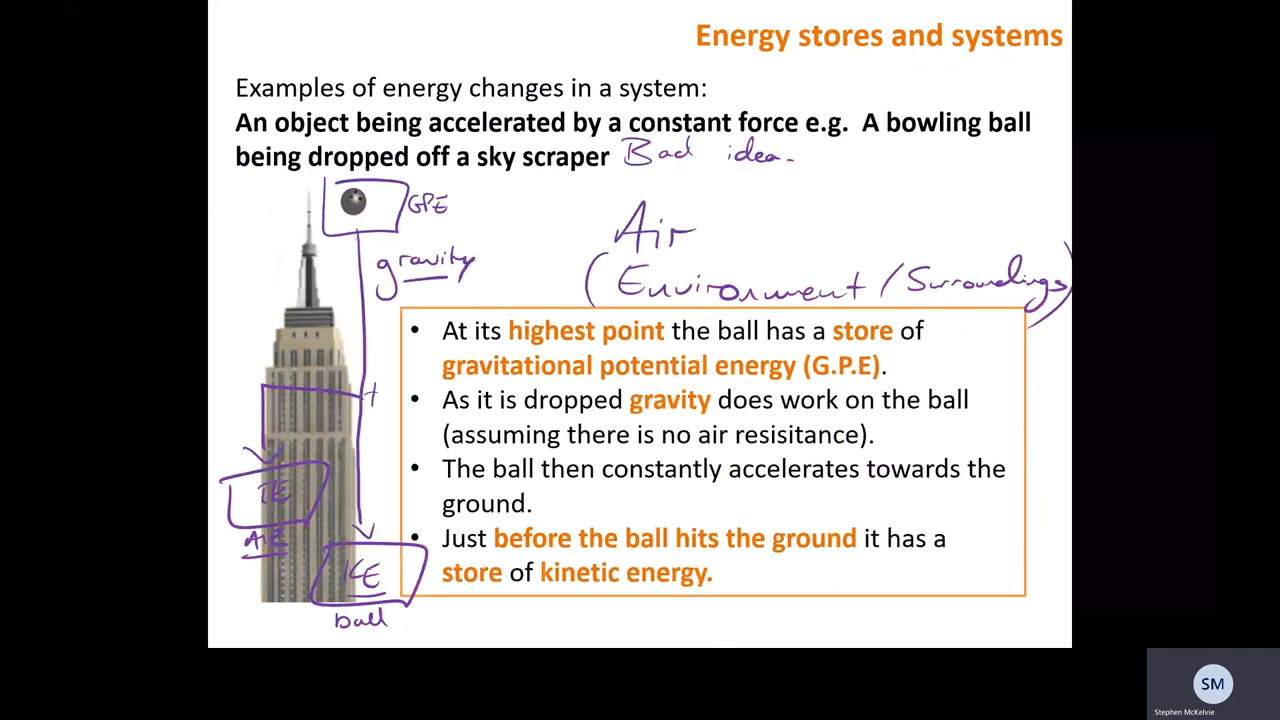 Energy stores and systems
Examples of energy changes in a system:
An object being accelerated by a constant force e.g. A bowling ball
being dropped off a sky scraper Bad idea.
GPE
gravity
Air
(Environment / Surroundings)
• At its highest point the ball has a store of
gravitational potential energy (G.P.E).
• As it is dropped gravity does work on the ball
(assuming there is no air resisitance).
• The ball then constantly accelerates towards the
ground.
• Just before the ball hits the ground it has a
store of kinetic energy.
TE
AIR
KE
ball
SM
Stephen McKelvie